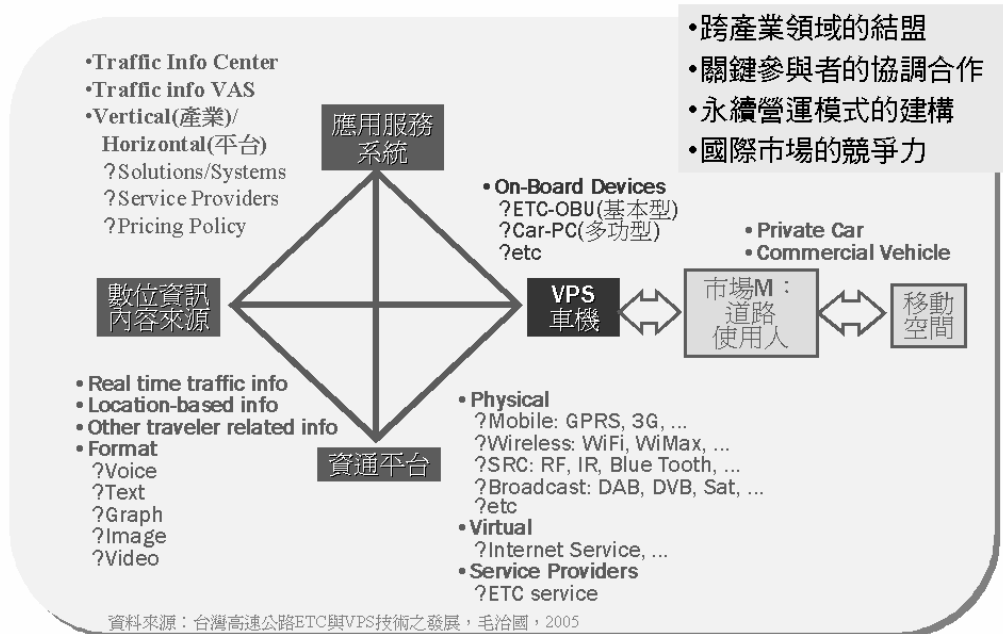 •跨產業領域的結盟
•關鍵參與者的協調合作
•永續營運模式的建構
•國際市場的競爭力
•Traffic Info Center
•Traffic info VAS
•Vertical(產業)/
Horizontal(平台)
?Solutions/Systems
?Service Providers
?Pricing Policy
應用服務
系統
•On-Board Devices
?ETC-OBU(基本型)
?Car-PC(多功型)
?etc
•Private Car
•Commercial Vehicle
數位資訊
內容來源
VPS
車機
市場M：
道路
使用人
移動
空間
•Real time traffic info
•Location-based info
•Other traveler related info
•Format
?Voice
?Text
?Graph
?Image
?Video
資通平台
•Physical
?Mobile: GPRS, 3G, ...
?Wireless: WiFi, WiMax, ...
?SRC: RF, IR, Blue Tooth, ...
?Broadcast: DAB, DVB, Sat, ...
?etc
•Virtual
?Internet Service, ...
•Service Providers
?ETC service
資料來源：台灣高速公路ETC與VPS技術之發展，毛治國，2005